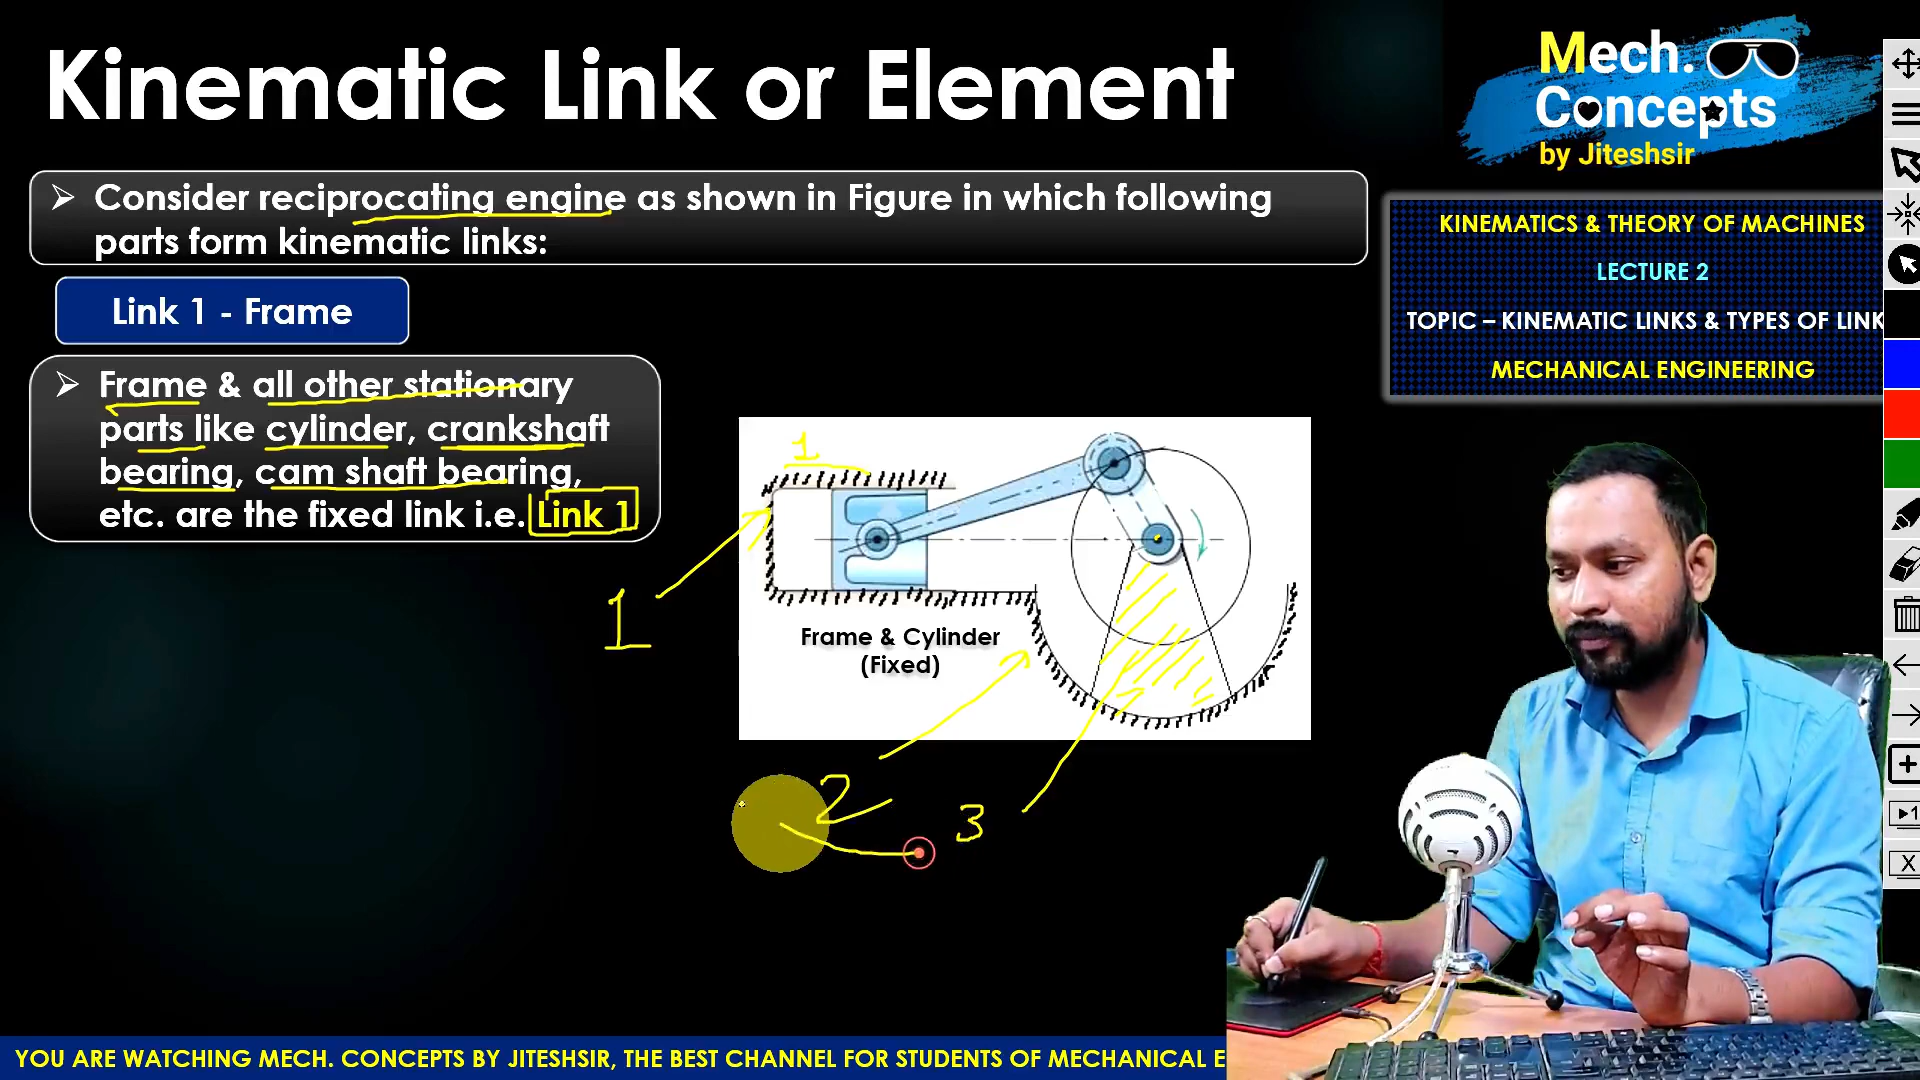 Kinematic Link or Element
Mech.
Concepts
by Jiteshsir
➢ Consider reciprocating engine as shown in Figure in which following
parts form kinematic links:
KINEMATICS & THEORY OF MACHINES
LECTURE 2
TOPIC – KINEMATIC LINKS & TYPES OF LINK
MECHANICAL ENGINEERING
Link 1 - Frame
➢ Frame & all other stationary
parts like cylinder, crankshaft
bearing, cam shaft bearing,
etc. are the fixed link i.e. Link 1
1
1
Frame & Cylinder
(Fixed)
2
3
▸1
X
YOU ARE WATCHING MECH. CONCEPTS BY JITESHSIR, THE BEST CHANNEL FOR STUDENTS OF MECHANICAL E